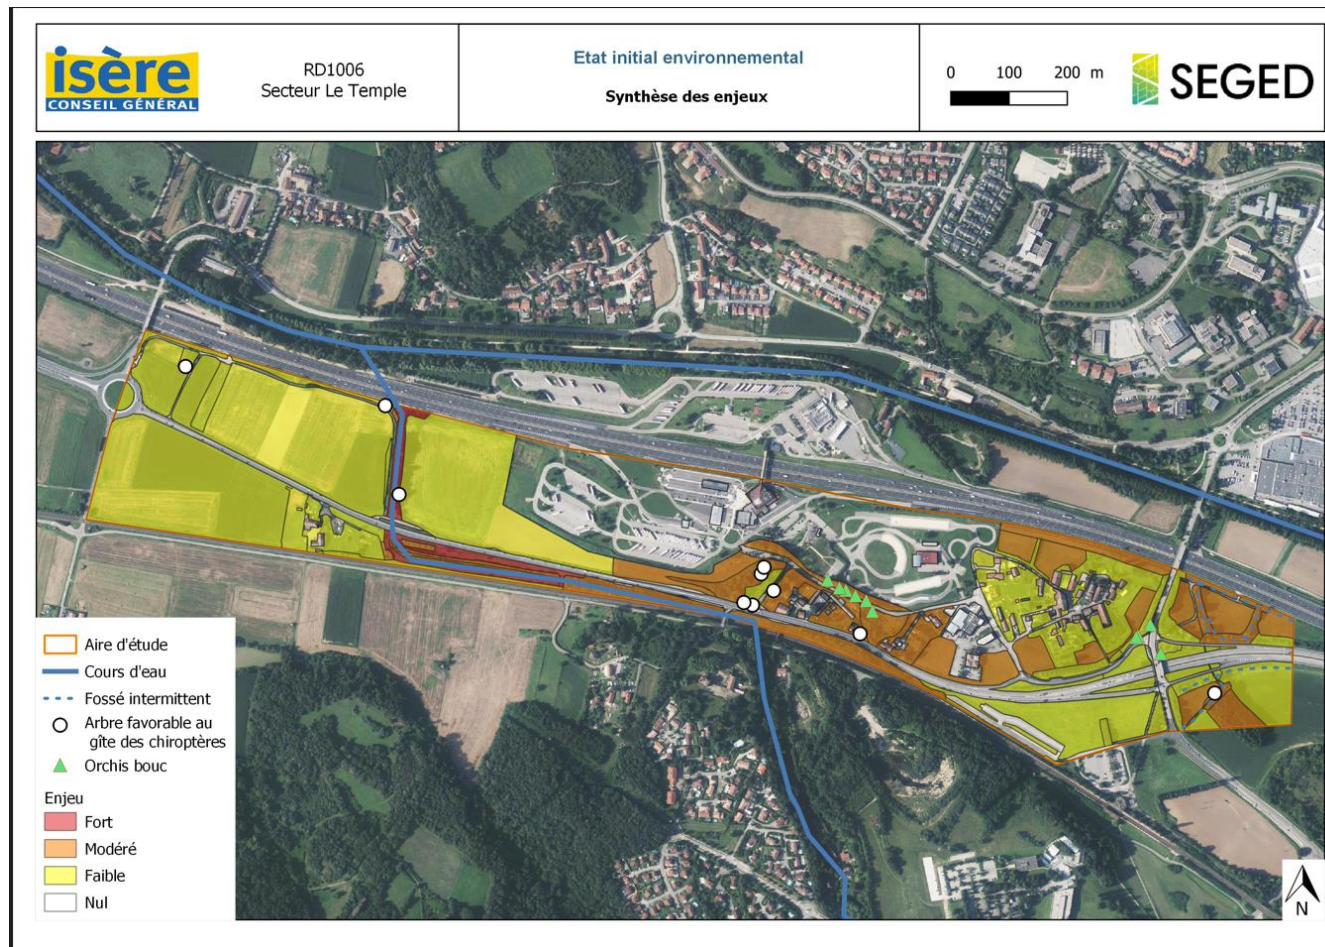 isère
CONSEIL GÉNÉRAL
RD1006
Secteur Le Temple
Etat initial environnemental
Synthèse des enjeux
0 100 200 m
SEGED
Aire d'étude
Cours d'eau
Fossé intermittent
Arbre favorable au
gîte des chiroptères
Orchis bouc
Enjeu
Fort
Modéré
Faible
Nul
N